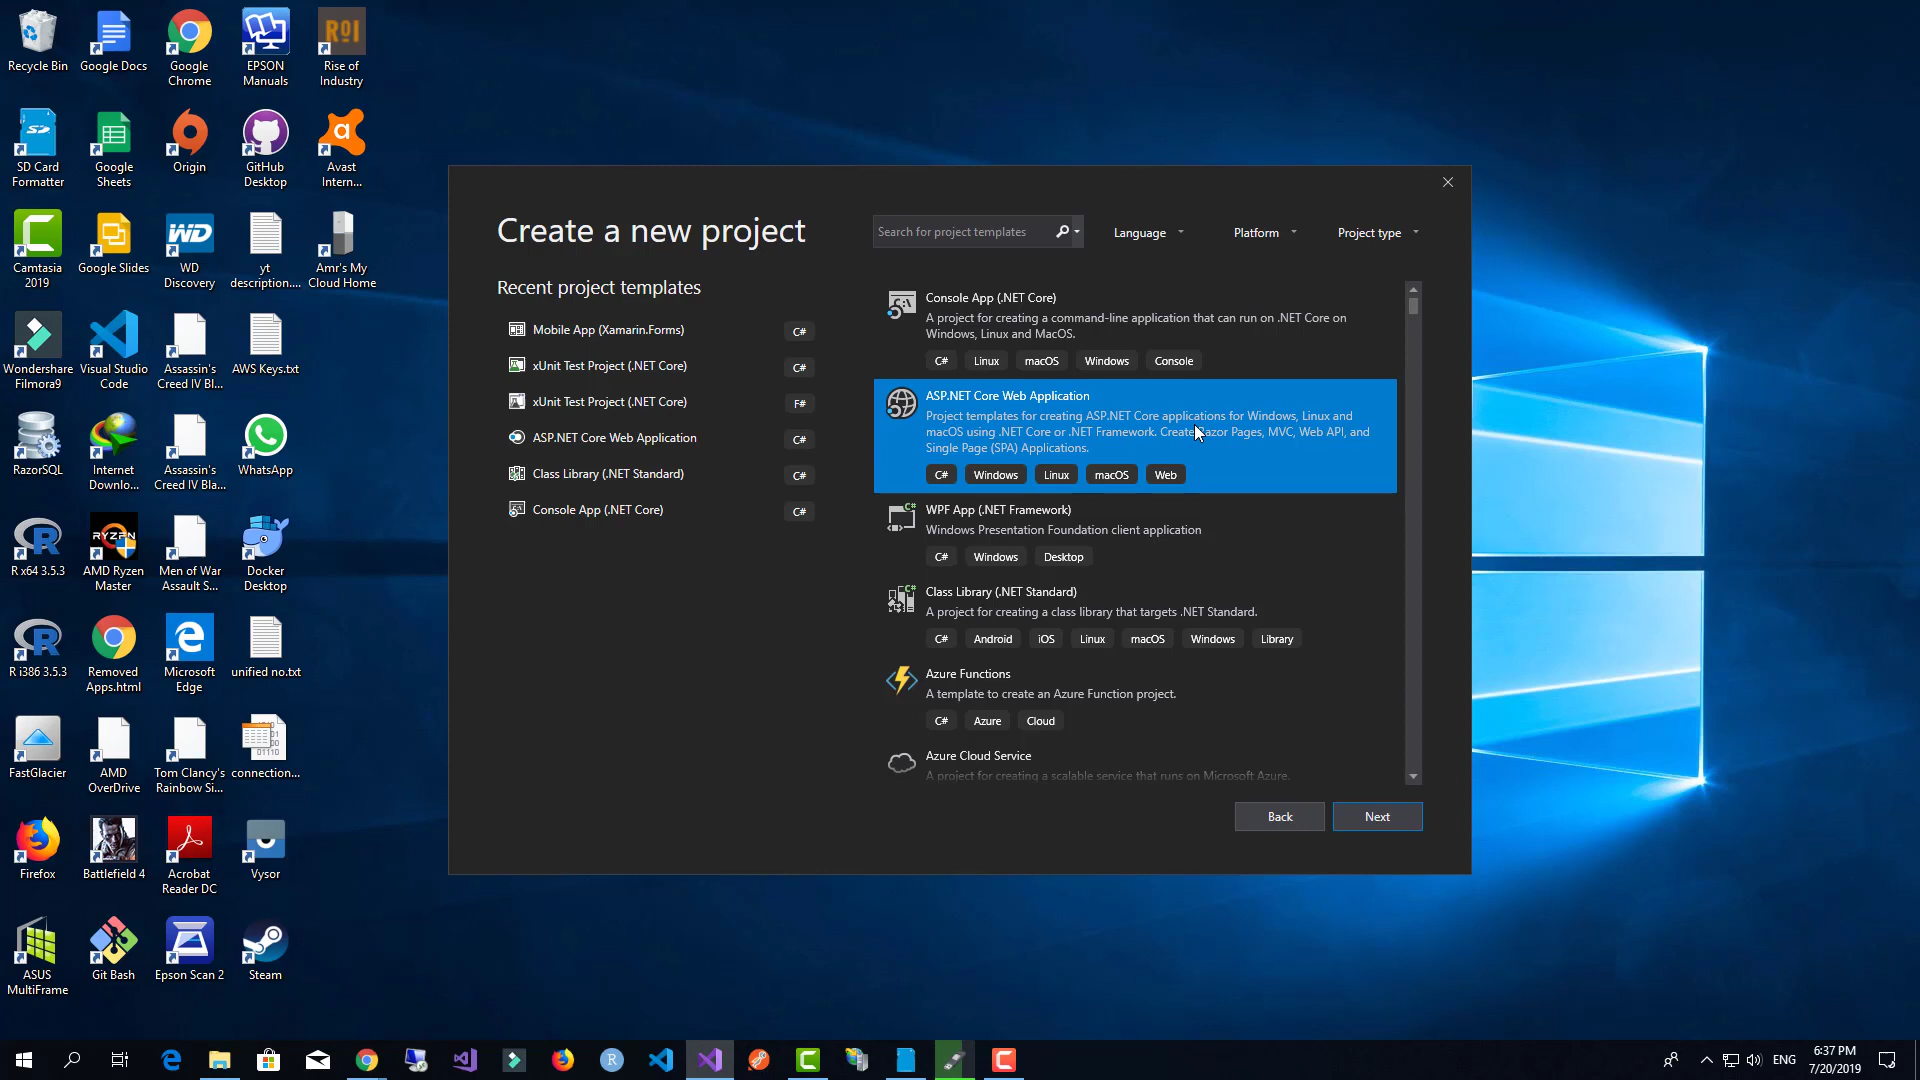 Recycle Bin
Google Docs
Google
Chrome
EPSON
Manuals
ROI
Rise of
Industry
SD
SD Card
Formatter
Google
Sheets
Origin
GitHub
Desktop
a
Avast
Intern...
Camtasia
2019
Google Slides
WD
WD
Discovery
yt
description....
Amr's My
Cloud Home
Wondershare
Filmora9
Visual Studio
Code
Assassin's
Creed IV Bl...
AWS Keys.txt
RazorSQL
Internet
Downlo...
Assassin's
Creed IV Bla...
WhatsApp
R x64 3.5.3
RYZEN
AMD Ryzen
Master
Men of War
Assault S...
Docker
Desktop
R i386 3.5.3
Removed
Apps.html
Microsoft
Edge
unified no.txt
FastGlacier
AMD
OverDrive
Tom Clancy's
Rainbow Si...
connection...
Firefox
Battlefield 4
Acrobat
Reader DC
Vysor
ASUS
MultiFrame
Git Bash
Epson Scan 2
Steam
Create a new project
Search for project templates
Language
Platform
Project type
Recent project templates
Mobile App (Xamarin.Forms) C#
xUnit Test Project (.NET Core) C#
xUnit Test Project (.NET Core) F#
ASP.NET Core Web Application C#
Class Library (.NET Standard) C#
Console App (.NET Core) C#
Console App (.NET Core)
A project for creating a command-line application that can run on .NET Core on
Windows, Linux and MacOS.
C# Linux macOS Windows Console
ASP.NET Core Web Application
Project templates for creating ASP.NET Core applications for Windows, Linux and
macOS using .NET Core or .NET Framework. Create Razor Pages, MVC, Web API, and
Single Page (SPA) Applications.
C# Windows Linux macOS Web
WPF App (.NET Framework)
Windows Presentation Foundation client application
C# Windows Desktop
Class Library (.NET Standard)
A project for creating a class library that targets .NET Standard.
C# Android iOS Linux macOS Windows Library
Azure Functions
A template to create an Azure Function project.
C# Azure Cloud
Azure Cloud Service
A project for creating a scalable service that runs on Microsoft Azure.
Back
Next
ENG
6:37 PM
7/20/2019